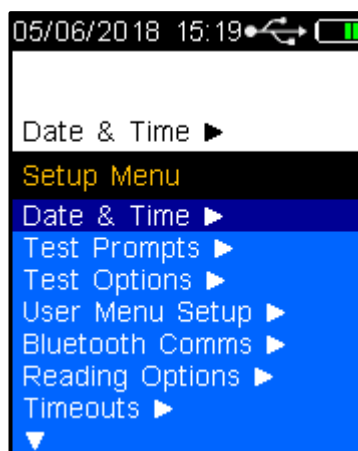 05/06/2018 15:19
Date & Time ▶
Setup Menu
Date & Time ▶
Test Prompts ▶
Test Options ▶
User Menu Setup ▶
Bluetooth Comms ▶
Reading Options ▶
Timeouts ▶